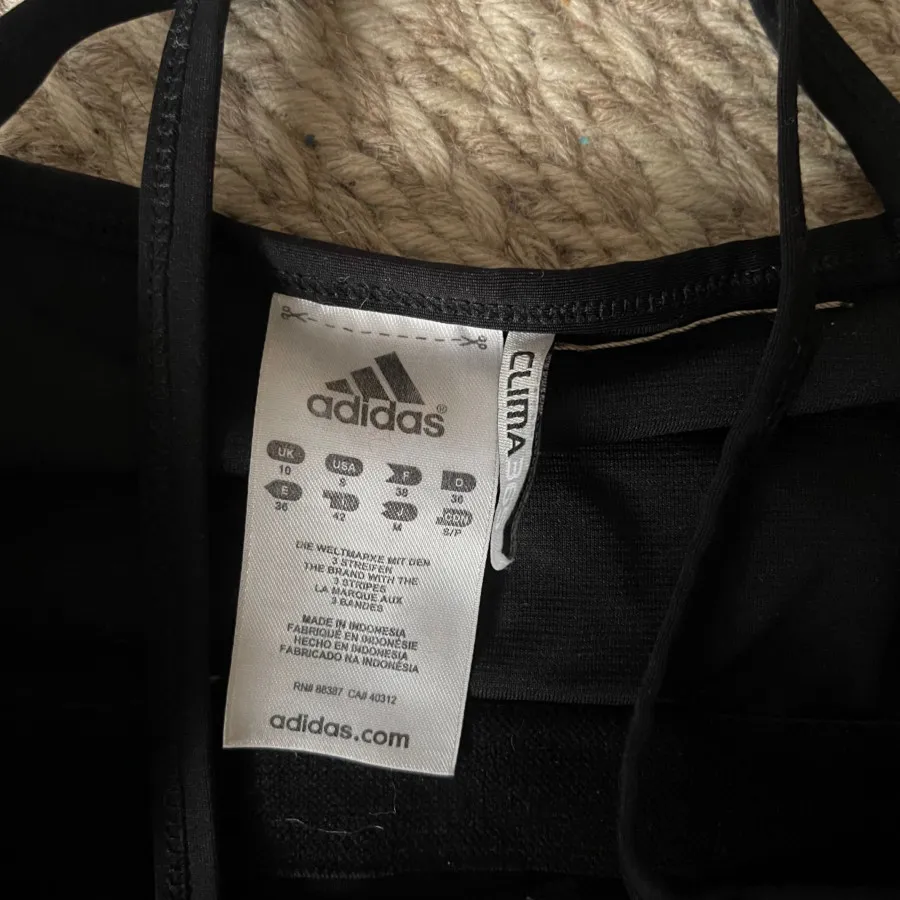 adidas®
UK USA F D
10 S 38 36
E I J CDN
36 42 M S/P
DIE WELTMARKE MIT DEN
3 STREIFEN
THE BRAND WITH THE
3 STRIPES
LA MARQUE AUX
3 BANDES
MADE IN INDONESIA
FABRIQUÉ EN INDONÉSIE
HECHO EN INDONESIA
FABRICADO NA INDONÉSIA
RN# 88387 CA# 40312
adidas.com
CLIMA